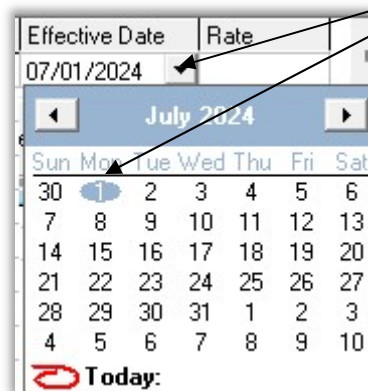 Effective Date Rate
07/01/2024
July 2024
Sun Mon Tue Wed Thu Fri Sat
30 1 2 3 4 5 6
7 8 9 10 11 12 13
14 15 16 17 18 19 20
21 22 23 24 25 26 27
28 29 30 31 1 2 3
4 5 6 7 8 9 10
Today: